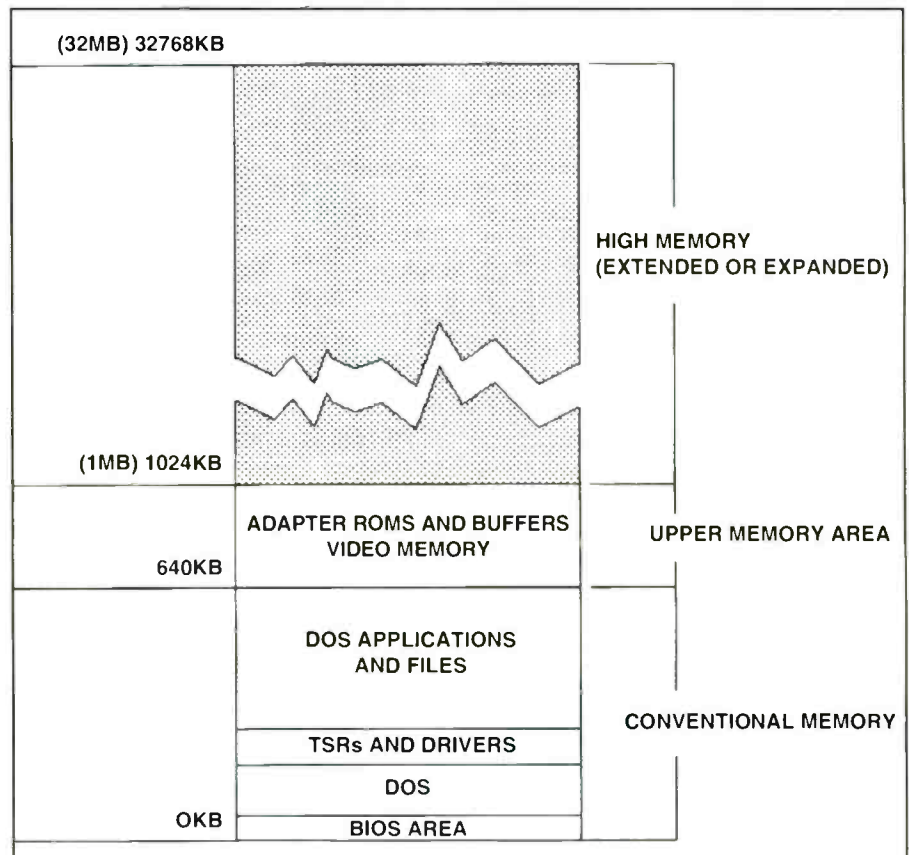 (32MB) 32768KB
HIGH MEMORY
(EXTENDED OR EXPANDED)
(1MB) 1024KB
ADAPTER ROMS AND BUFFERS
VIDEO MEMORY
UPPER MEMORY AREA
640KB
DOS APPLICATIONS
AND FILES
CONVENTIONAL MEMORY
TSRs AND DRIVERS
DOS
OKB
BIOS AREA